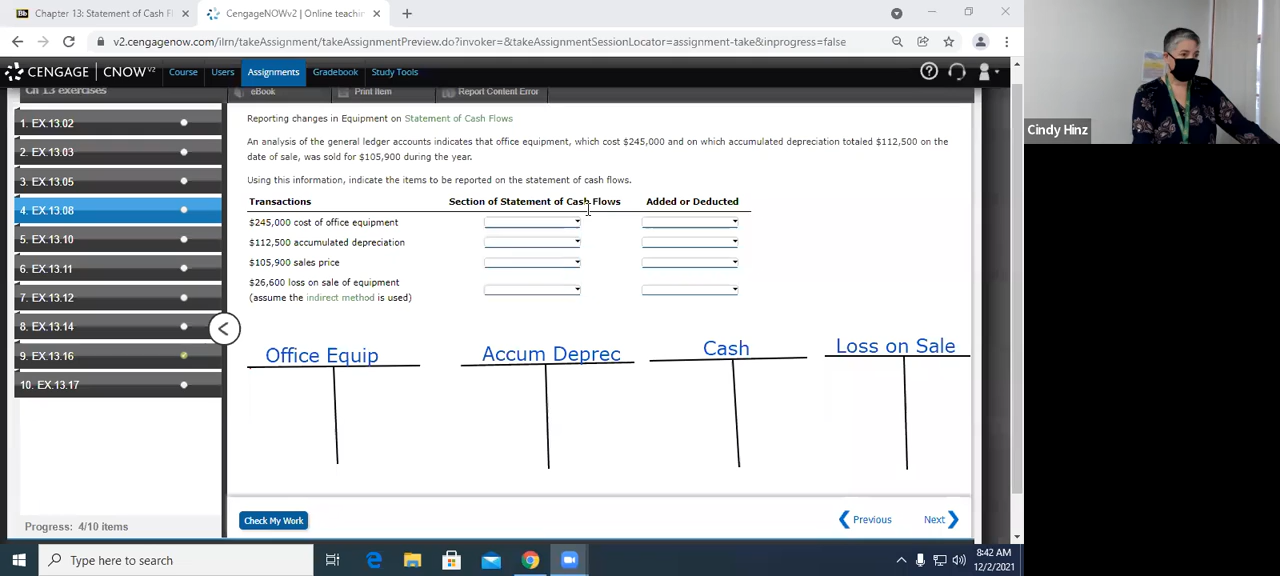 Chapter 13: Statement of Cash F
CengageNOWv2 | Online teachin
v2.cengagenow.com/ilrn/takeAssignment/takeAssignmentPreview.do?invoker=&takeAssignmentSessionLocator=assignment-take&inprogress=false
CENGAGE | CNOWv2 Course Users Assignments Gradebook Study Tools
Ch 13 exercises
eBook Print Item Report Content Error
1. EX.13.02
2. EX.13.03
3. EX.13.05
4. EX.13.08
5. EX.13.10
6. EX.13.11
7. EX.13.12
8. EX.13.14
9. EX.13.16
10. EX.13.17
Progress: 4/10 items
Reporting changes in Equipment on Statement of Cash Flows
An analysis of the general ledger accounts indicates that office equipment, which cost $245,000 and on which accumulated depreciation totaled $112,500 on the
date of sale, was sold for $105,900 during the year.
Using this information, indicate the items to be reported on the statement of cash flows.
Transactions Section of Statement of Cash Flows Added or Deducted
$245,000 cost of office equipment
$112,500 accumulated depreciation
$105,900 sales price
$26,600 loss on sale of equipment
(assume the indirect method is used)
Office Equip Accum Deprec Cash Loss on Sale
Check My Work Previous Next
Cindy Hinz
Type here to search
8:42 AM
12/2/2021